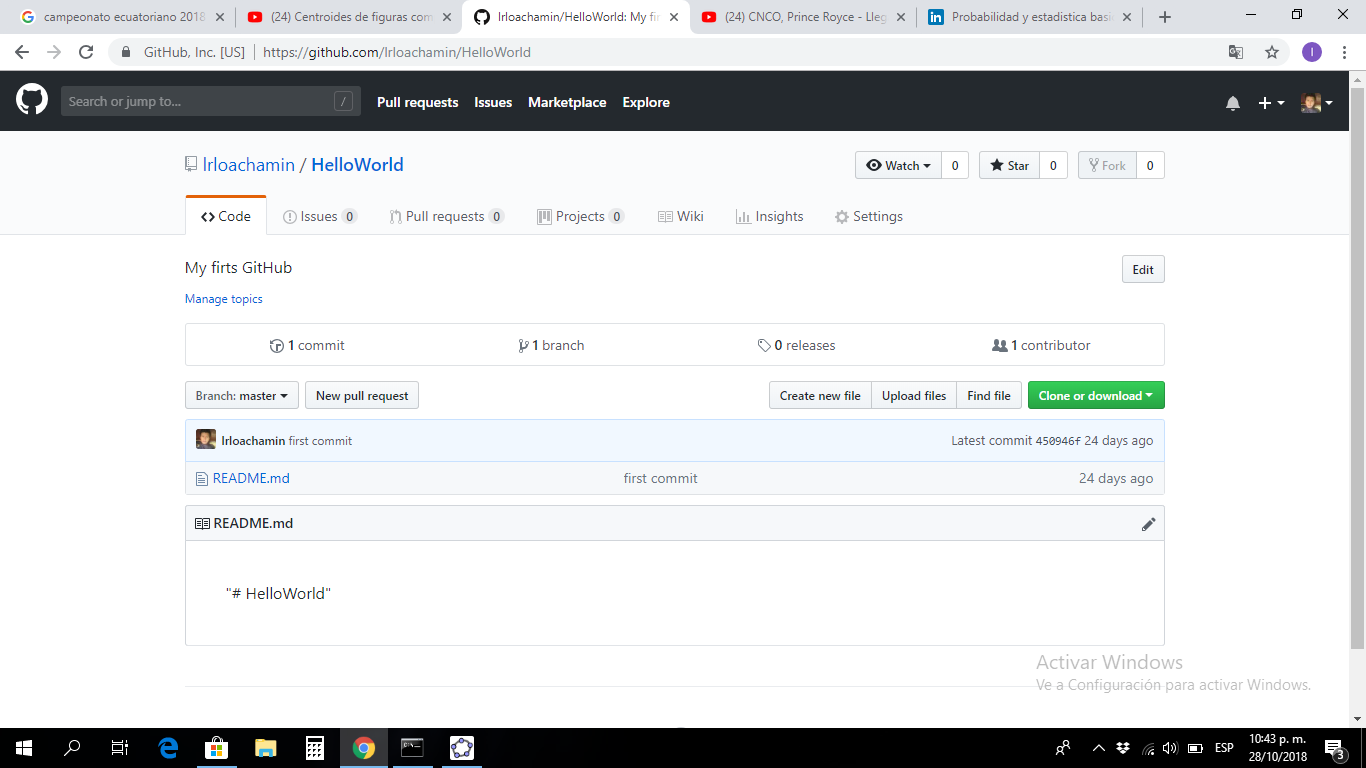 campeonato ecuatoriano 2018
(24) Centroides de figuras com
lrloachamin/HelloWorld: My fir
(24) CNCO, Prince Royce - Lleg
Probabilidad y estadistica basi
GitHub, Inc. [US] | https://github.com/lrloachamin/HelloWorld
I
Search or jump to... /
Pull requests Issues Marketplace Explore
lrloachamin / HelloWorld
Watch 0 Star 0 Fork 0
Code Issues 0 Pull requests 0 Projects 0 Wiki Insights Settings
My firts GitHub
Edit
Manage topics
1 commit 1 branch 0 releases 1 contributor
Branch: master New pull request Create new file Upload files Find file Clone or download
lrloachamin first commit Latest commit 450946f 24 days ago
README.md first commit 24 days ago
README.md
"# HelloWorld"
Activar Windows
Ve a Configuración para activar Windows.
ESP
10:43 p. m.
28/10/2018
3